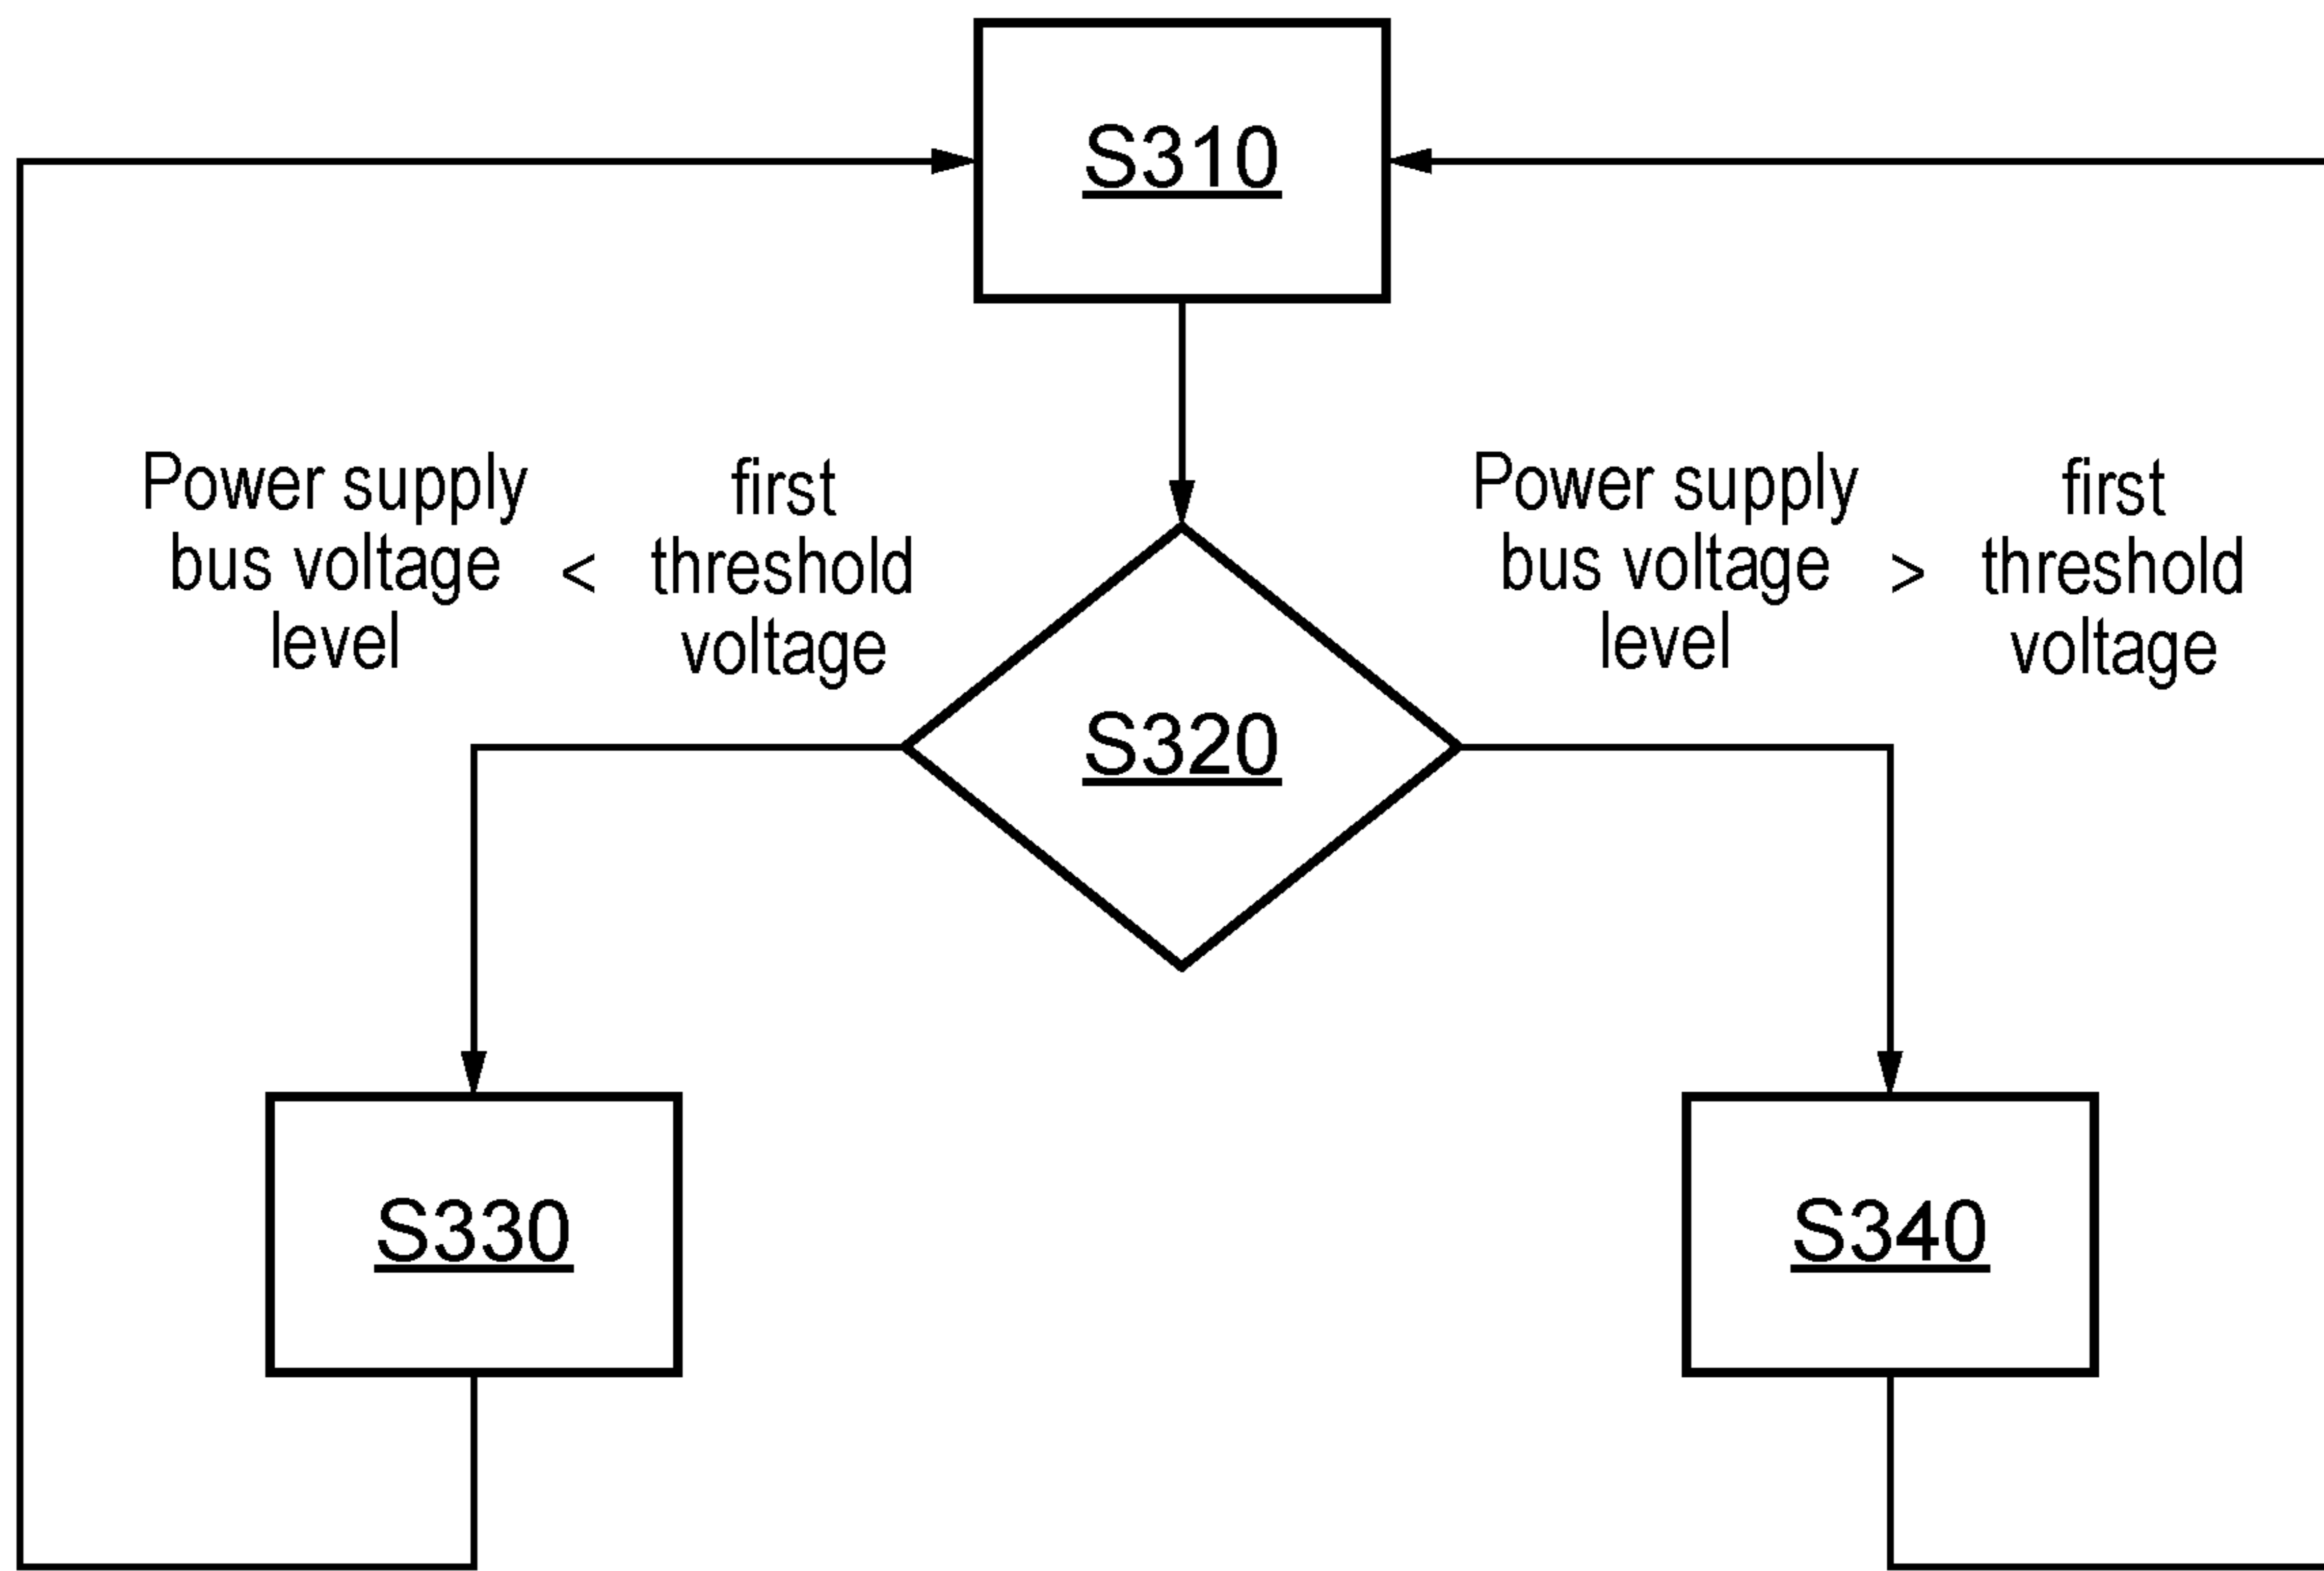 S310
Power supply
bus voltage
level
<
first
threshold
voltage
Power supply
bus voltage
level
>
first
threshold
voltage
S320
S330
S340